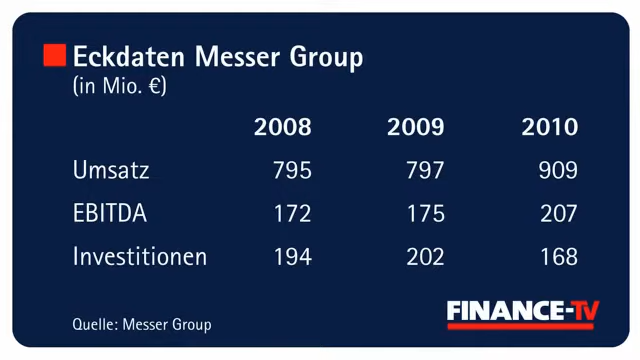 Eckdaten Messer Group
(in Mio. €)
2008 2009 2010
Umsatz 795 797 909
EBITDA 172 175 207
Investitionen 194 202 168
Quelle: Messer Group
FINANCE-TV